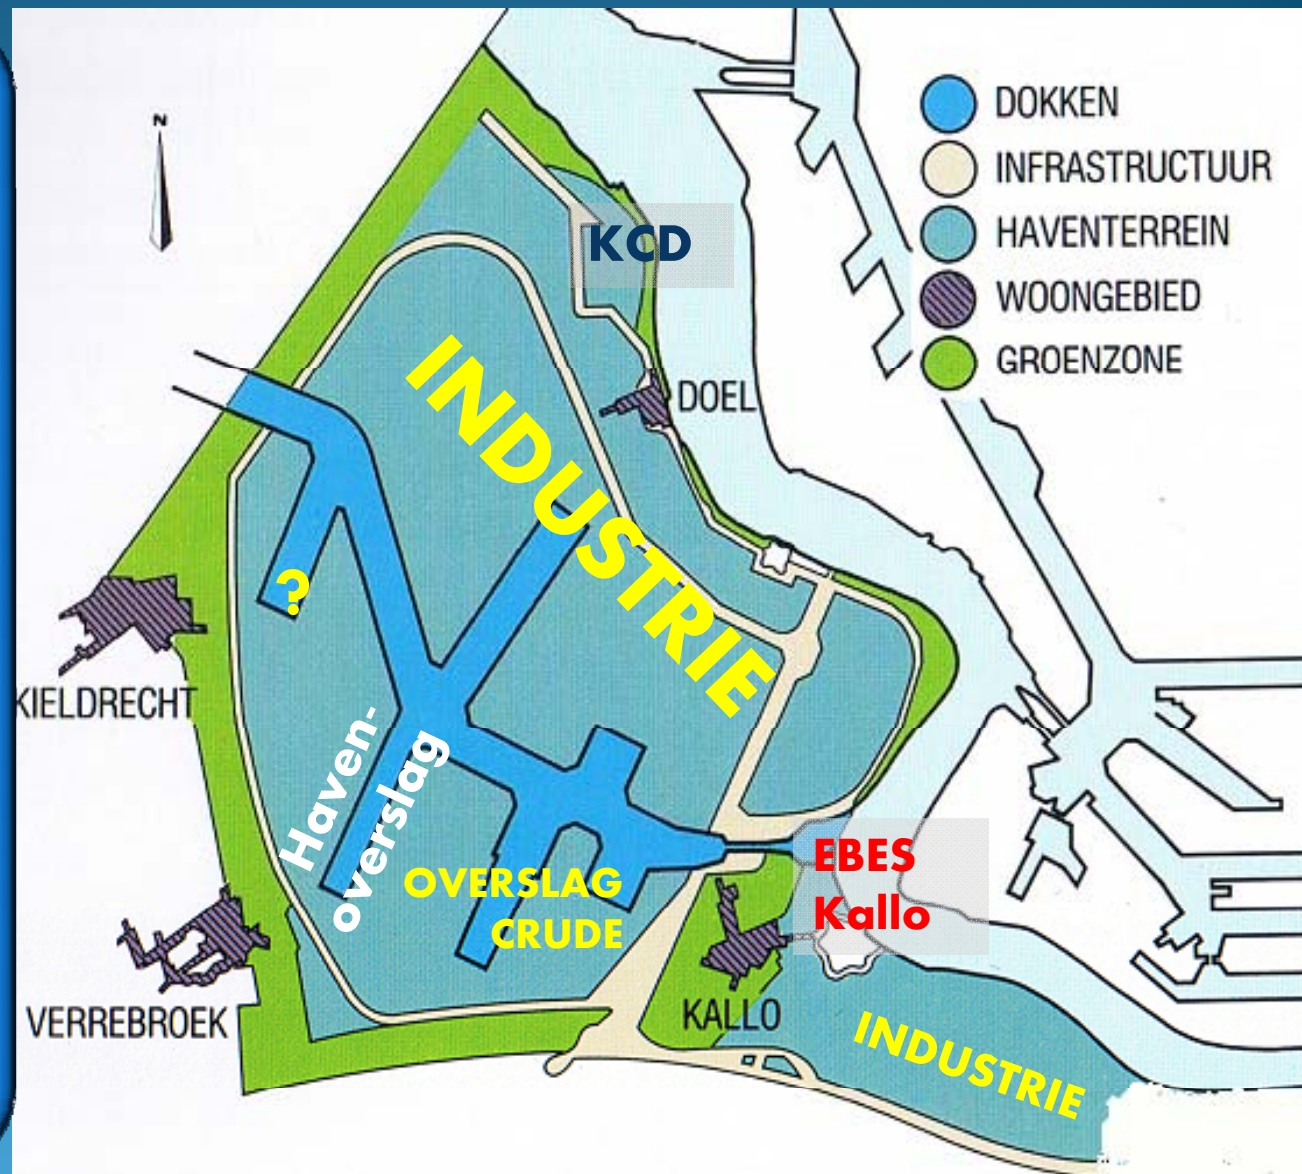 N
DOKKEN
INFRASTRUCTUUR
HAVENTERREIN
WOONGEBIED
GROENZONE
KCD
DOEL
INDUSTRIE
?
KIELDRECHT
Haven-
overslag
OVERSLAG
CRUDE
EBES
Kallo
VERREBROEK
KALLO
INDUSTRIE